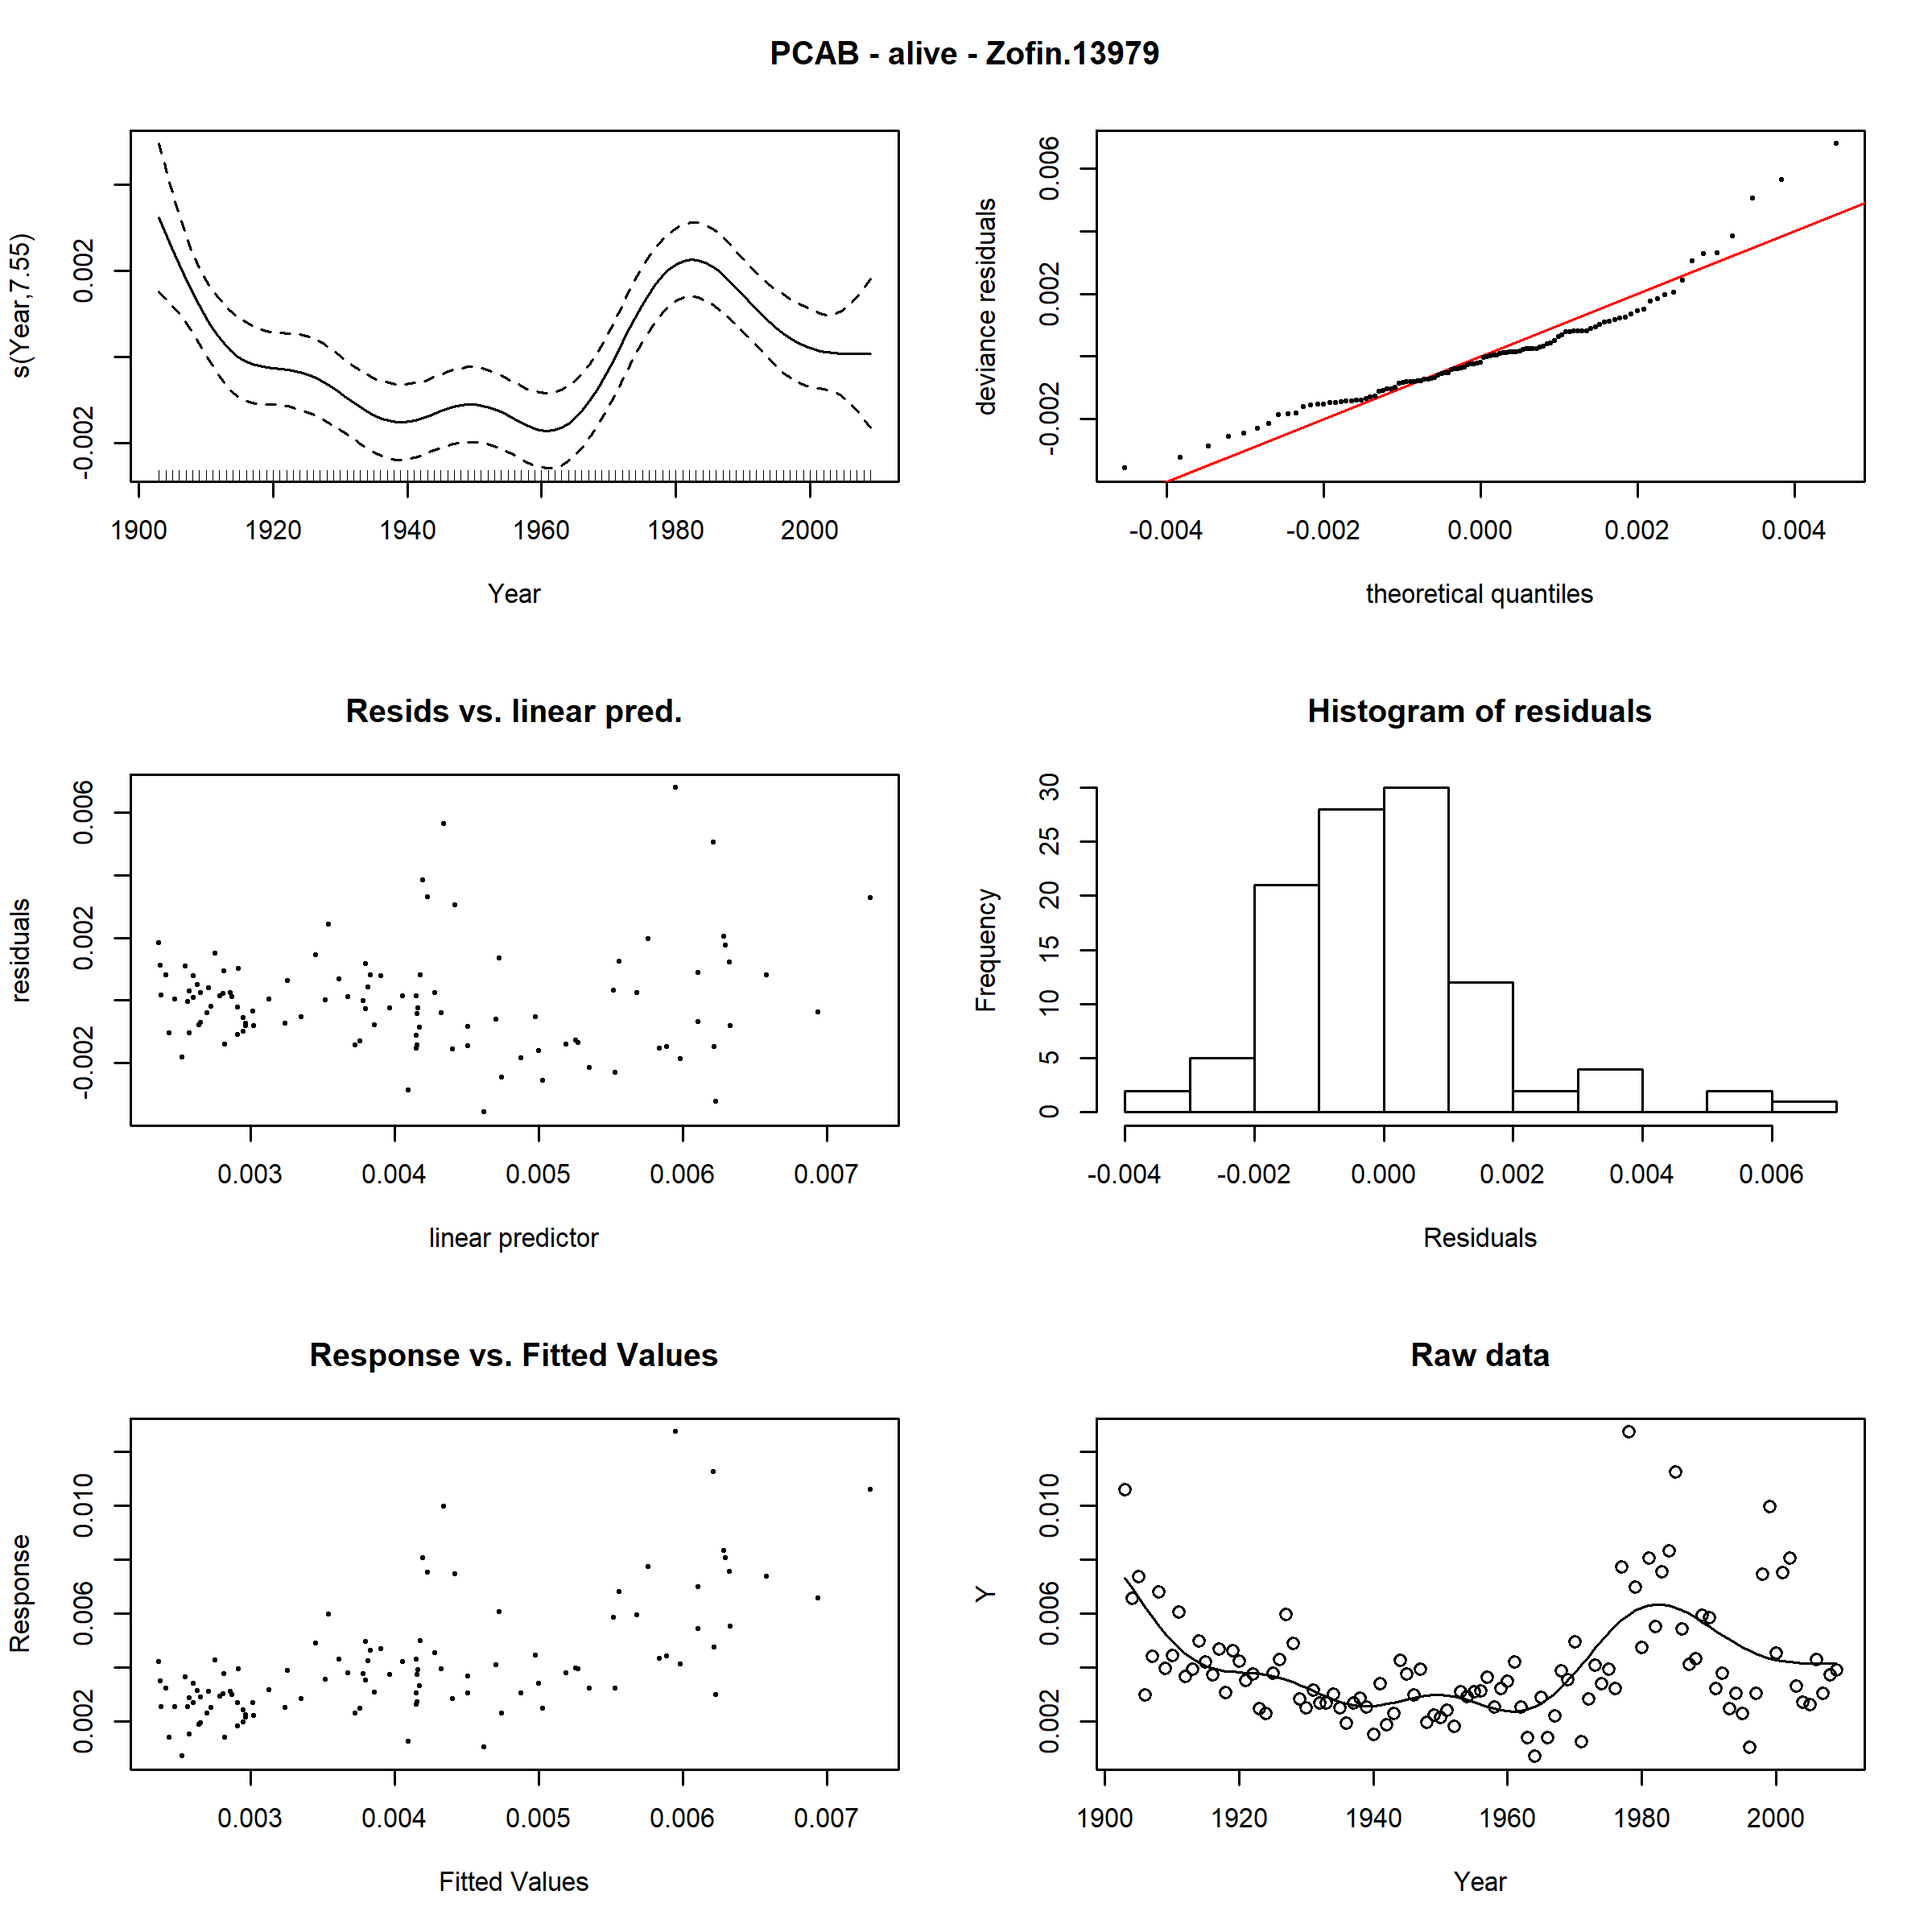 PCAB - alive - Zofin.13979
s(Year,7.55)
-0.002 0.002
1900 1920 1940 1960 1980 2000
Year
deviance residuals
-0.002 0.002 0.006
-0.004 -0.002 0.000 0.002 0.004
theoretical quantiles
Resids vs. linear pred.
residuals
-0.002 0.002 0.006
0.003 0.004 0.005 0.006 0.007
linear predictor
Histogram of residuals
Frequency
0 5 10 15 20 25 30
-0.004 -0.002 0.000 0.002 0.004 0.006
Residuals
Response vs. Fitted Values
Response
0.002 0.006 0.010
0.003 0.004 0.005 0.006 0.007
Fitted Values
Raw data
Y
0.002 0.006 0.010
1900 1920 1940 1960 1980 2000
Year